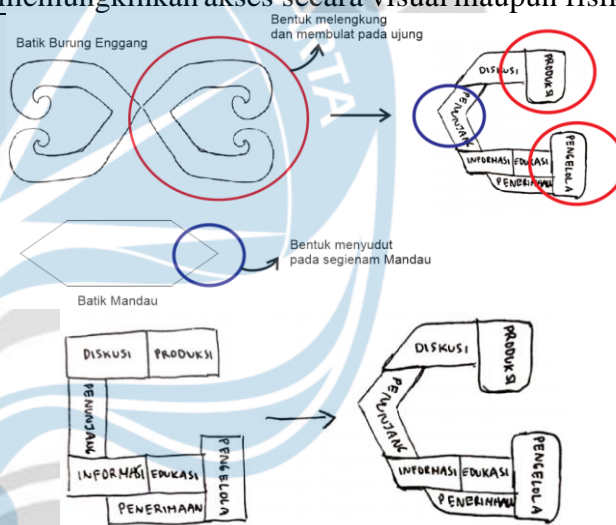 memungkinkan akses secara visual maupun fisik
Bentuk melengkung
dan membulat pada ujung
Batik Burung Enggang
ARTA
DISKUSI
PRODUKSI
PENUNJANG
INFORMASI
EDUKASI
PENGELOLA
PENERIMAAN
Bentuk menyudut
pada segienam Mandau
Batik Mandau
DISKUSI
PRODUKSI
PENUNJANG
INFORMASI
EDUKASI
PENGELOLA
PENERIMAAN
DISKUSI
PRODUKSI
PENUNJANG
INFORMASI
EDUKASI
PENGELOLA
PENERIMAAN